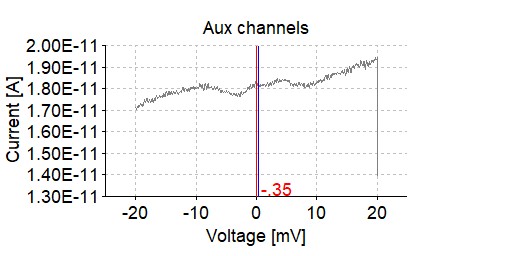 Aux channels
Current [A]
2.00E-11
1.90E-11
1.80E-11
1.70E-11
1.60E-11
1.50E-11
1.40E-11
1.30E-11
-.35
-20 -10 0 10 20
Voltage [mV]